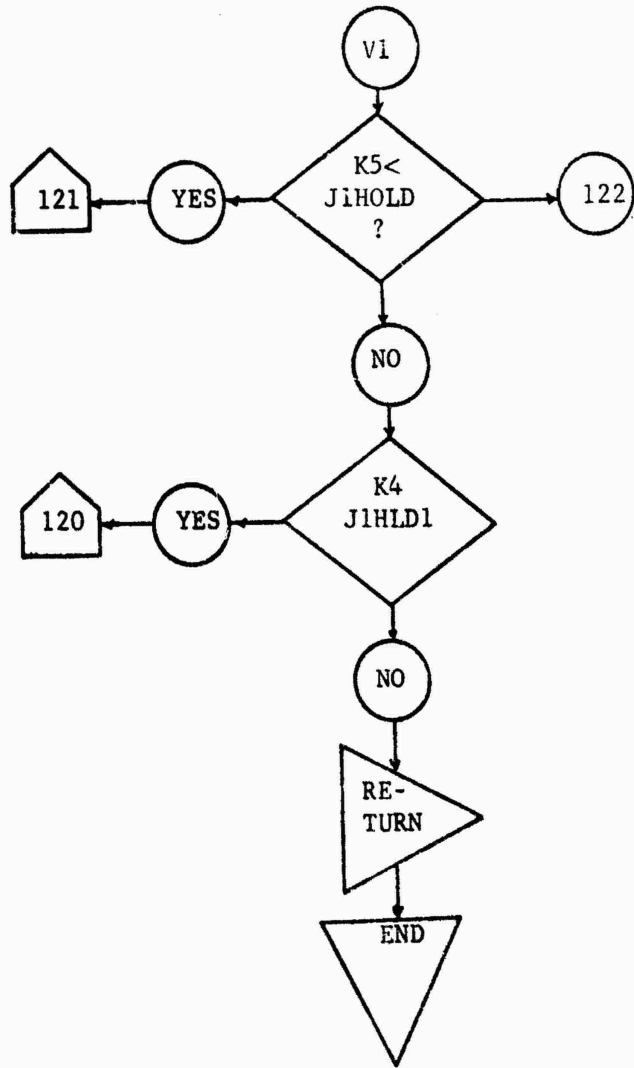 V1
K5<
J1HOLD
?
121
YES
122
NO
K4
J1HLD1
120
YES
NO
RE-
TURN
END